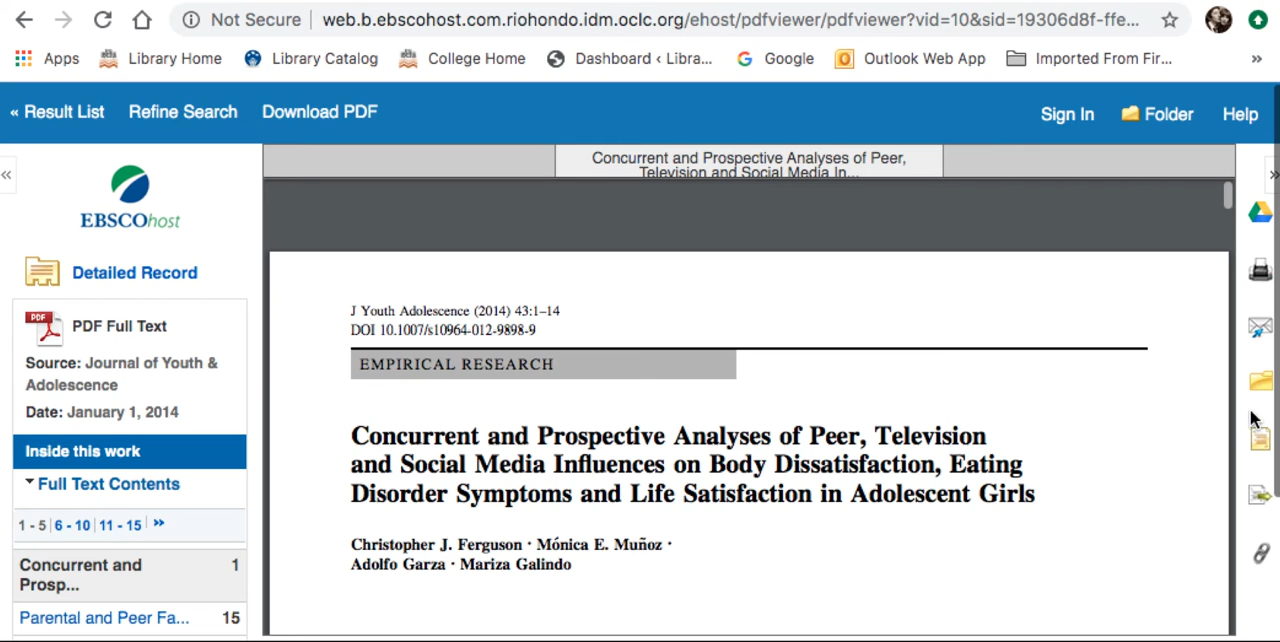 Not Secure web.b.ebscohost.com.riohondo.idm.oclc.org/ehost/pdfviewer/pdfviewer?vid=10&sid=19306d8f-ffe...
Apps Library Home Library Catalog College Home Dashboard ‹ Libra... Google Outlook Web App Imported From Fir... »
« Result List Refine Search Download PDF Sign In Folder Help
Concurrent and Prospective Analyses of Peer,
Television and Social Media In...
« »
EBSCOhost
Detailed Record
PDF PDF Full Text
Source: Journal of Youth &
Adolescence
Date: January 1, 2014
Inside this work
Full Text Contents
1 - 5 | 6 - 10 | 11 - 15 | »
Concurrent and 1
Prosp...
Parental and Peer Fa... 15
J Youth Adolescence (2014) 43:1–14
DOI 10.1007/s10964-012-9898-9
EMPIRICAL RESEARCH
Concurrent and Prospective Analyses of Peer, Television
and Social Media Influences on Body Dissatisfaction, Eating
Disorder Symptoms and Life Satisfaction in Adolescent Girls
Christopher J. Ferguson · Mónica E. Muñoz ·
Adolfo Garza · Mariza Galindo